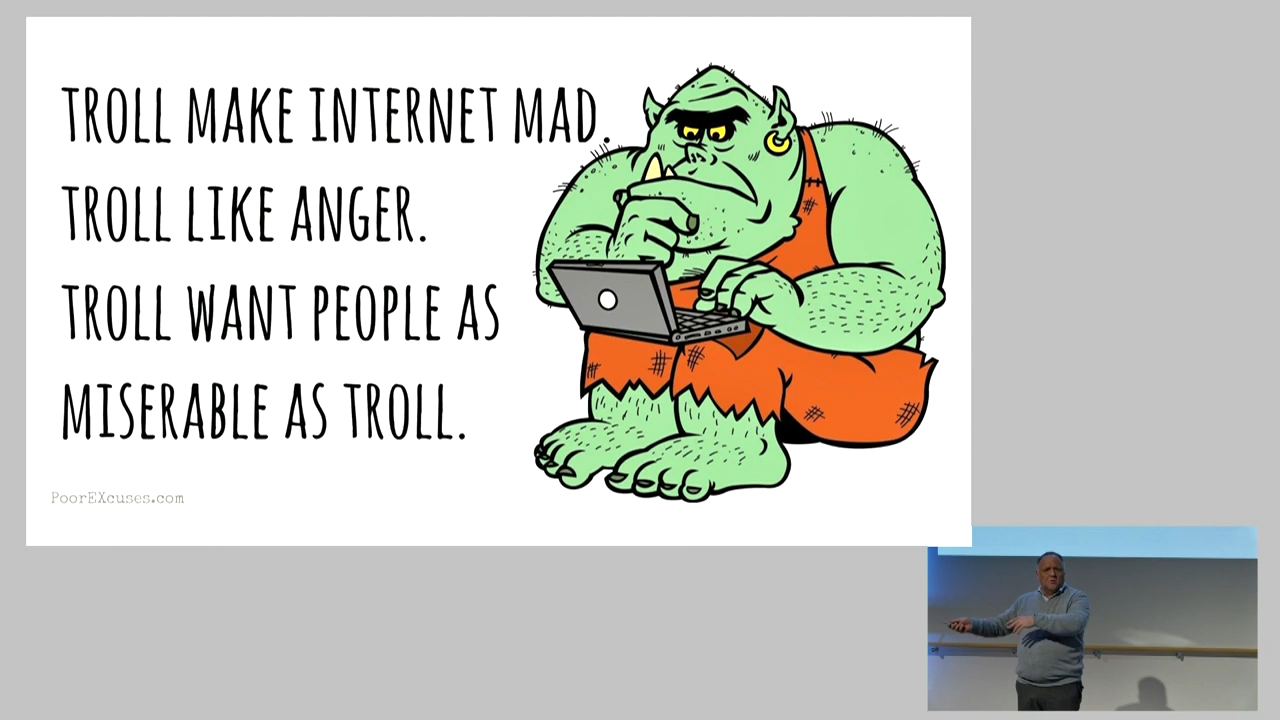 TROLL MAKE INTERNET MAD.
TROLL LIKE ANGER.
TROLL WANT PEOPLE AS
MISERABLE AS TROLL.
PoorEXcuses.com